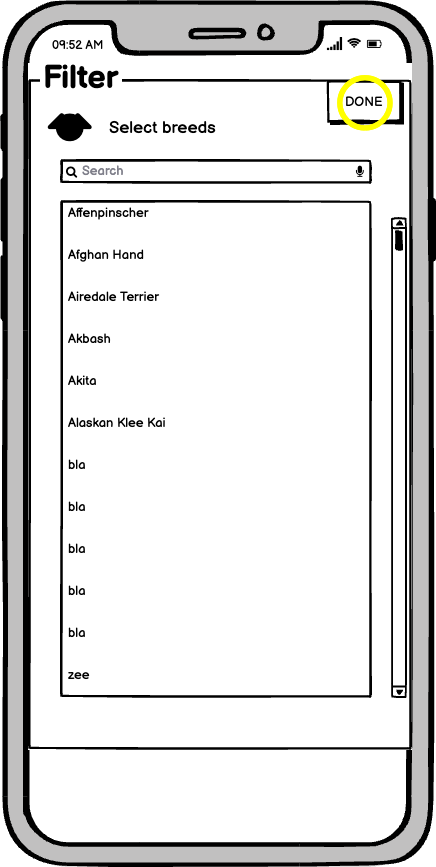 09:52 AM
Filter
DONE
Select breeds
Search
Affenpinscher
Afghan Hand
Airedale Terrier
Akbash
Akita
Alaskan Klee Kai
bla
bla
bla
bla
bla
zee